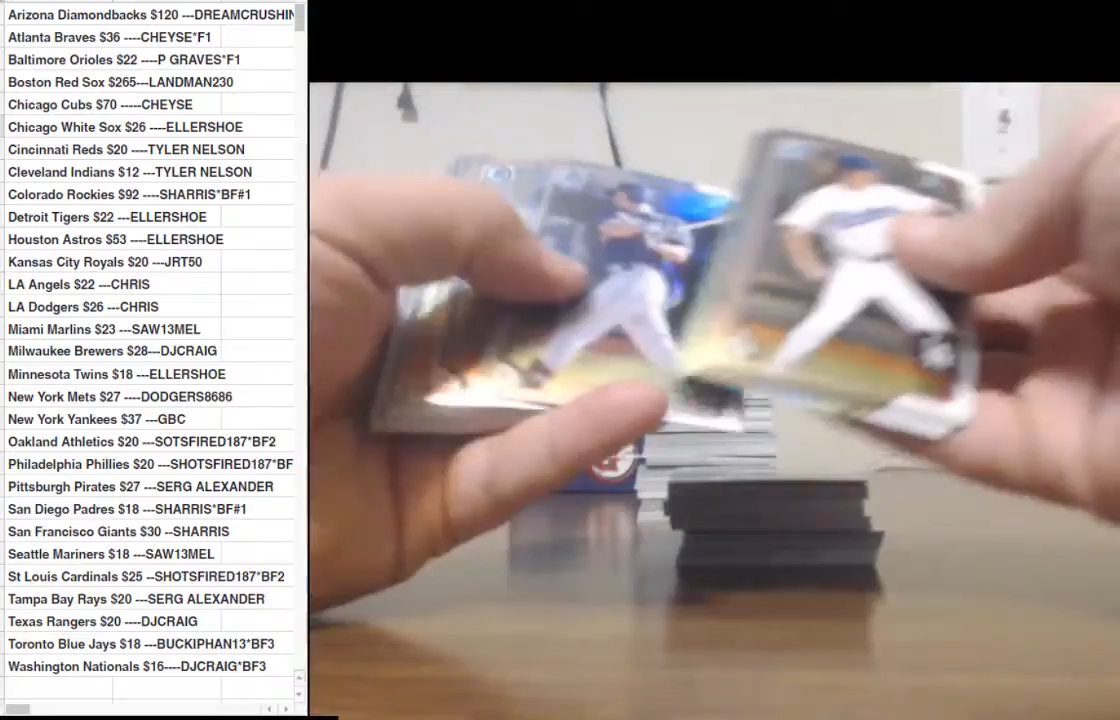 Arizona Diamondbacks $120 ---DREAMCRUSHIN
Atlanta Braves $36 ----CHEYSE*F1
Baltimore Orioles $22 ----P GRAVES*F1
Boston Red Sox $265---LANDMAN230
Chicago Cubs $70 -----CHEYSE
Chicago White Sox $26 ----ELLERSHOE
Cincinnati Reds $20 ----TYLER NELSON
Cleveland Indians $12 ---TYLER NELSON
Colorado Rockies $92 ----SHARRIS*BF#1
Detroit Tigers $22 ---ELLERSHOE
Houston Astros $53 ----ELLERSHOE
Kansas City Royals $20 ---JRT50
LA Angels $22 ---CHRIS
LA Dodgers $26 ---CHRIS
Miami Marlins $23 ---SAW13MEL
Milwaukee Brewers $28---DJCRAIG
Minnesota Twins $18 ----ELLERSHOE
New York Mets $27 ----DODGERS8686
New York Yankees $37 ---GBC
Oakland Athletics $20 ---SOTSFIRED187*BF2
Philadelphia Phillies $20 ---SHOTSFIRED187*BF
Pittsburgh Pirates $27 ---SERG ALEXANDER
San Diego Padres $18 ---SHARRIS*BF#1
San Francisco Giants $30 --SHARRIS
Seattle Mariners $18 ---SAW13MEL
St Louis Cardinals $25 --SHOTSFIRED187*BF2
Tampa Bay Rays $20 ---SERG ALEXANDER
Texas Rangers $20 ----DJCRAIG
Toronto Blue Jays $18 ---BUCKIPHAN13*BF3
Washington Nationals $16----DJCRAIG*BF3